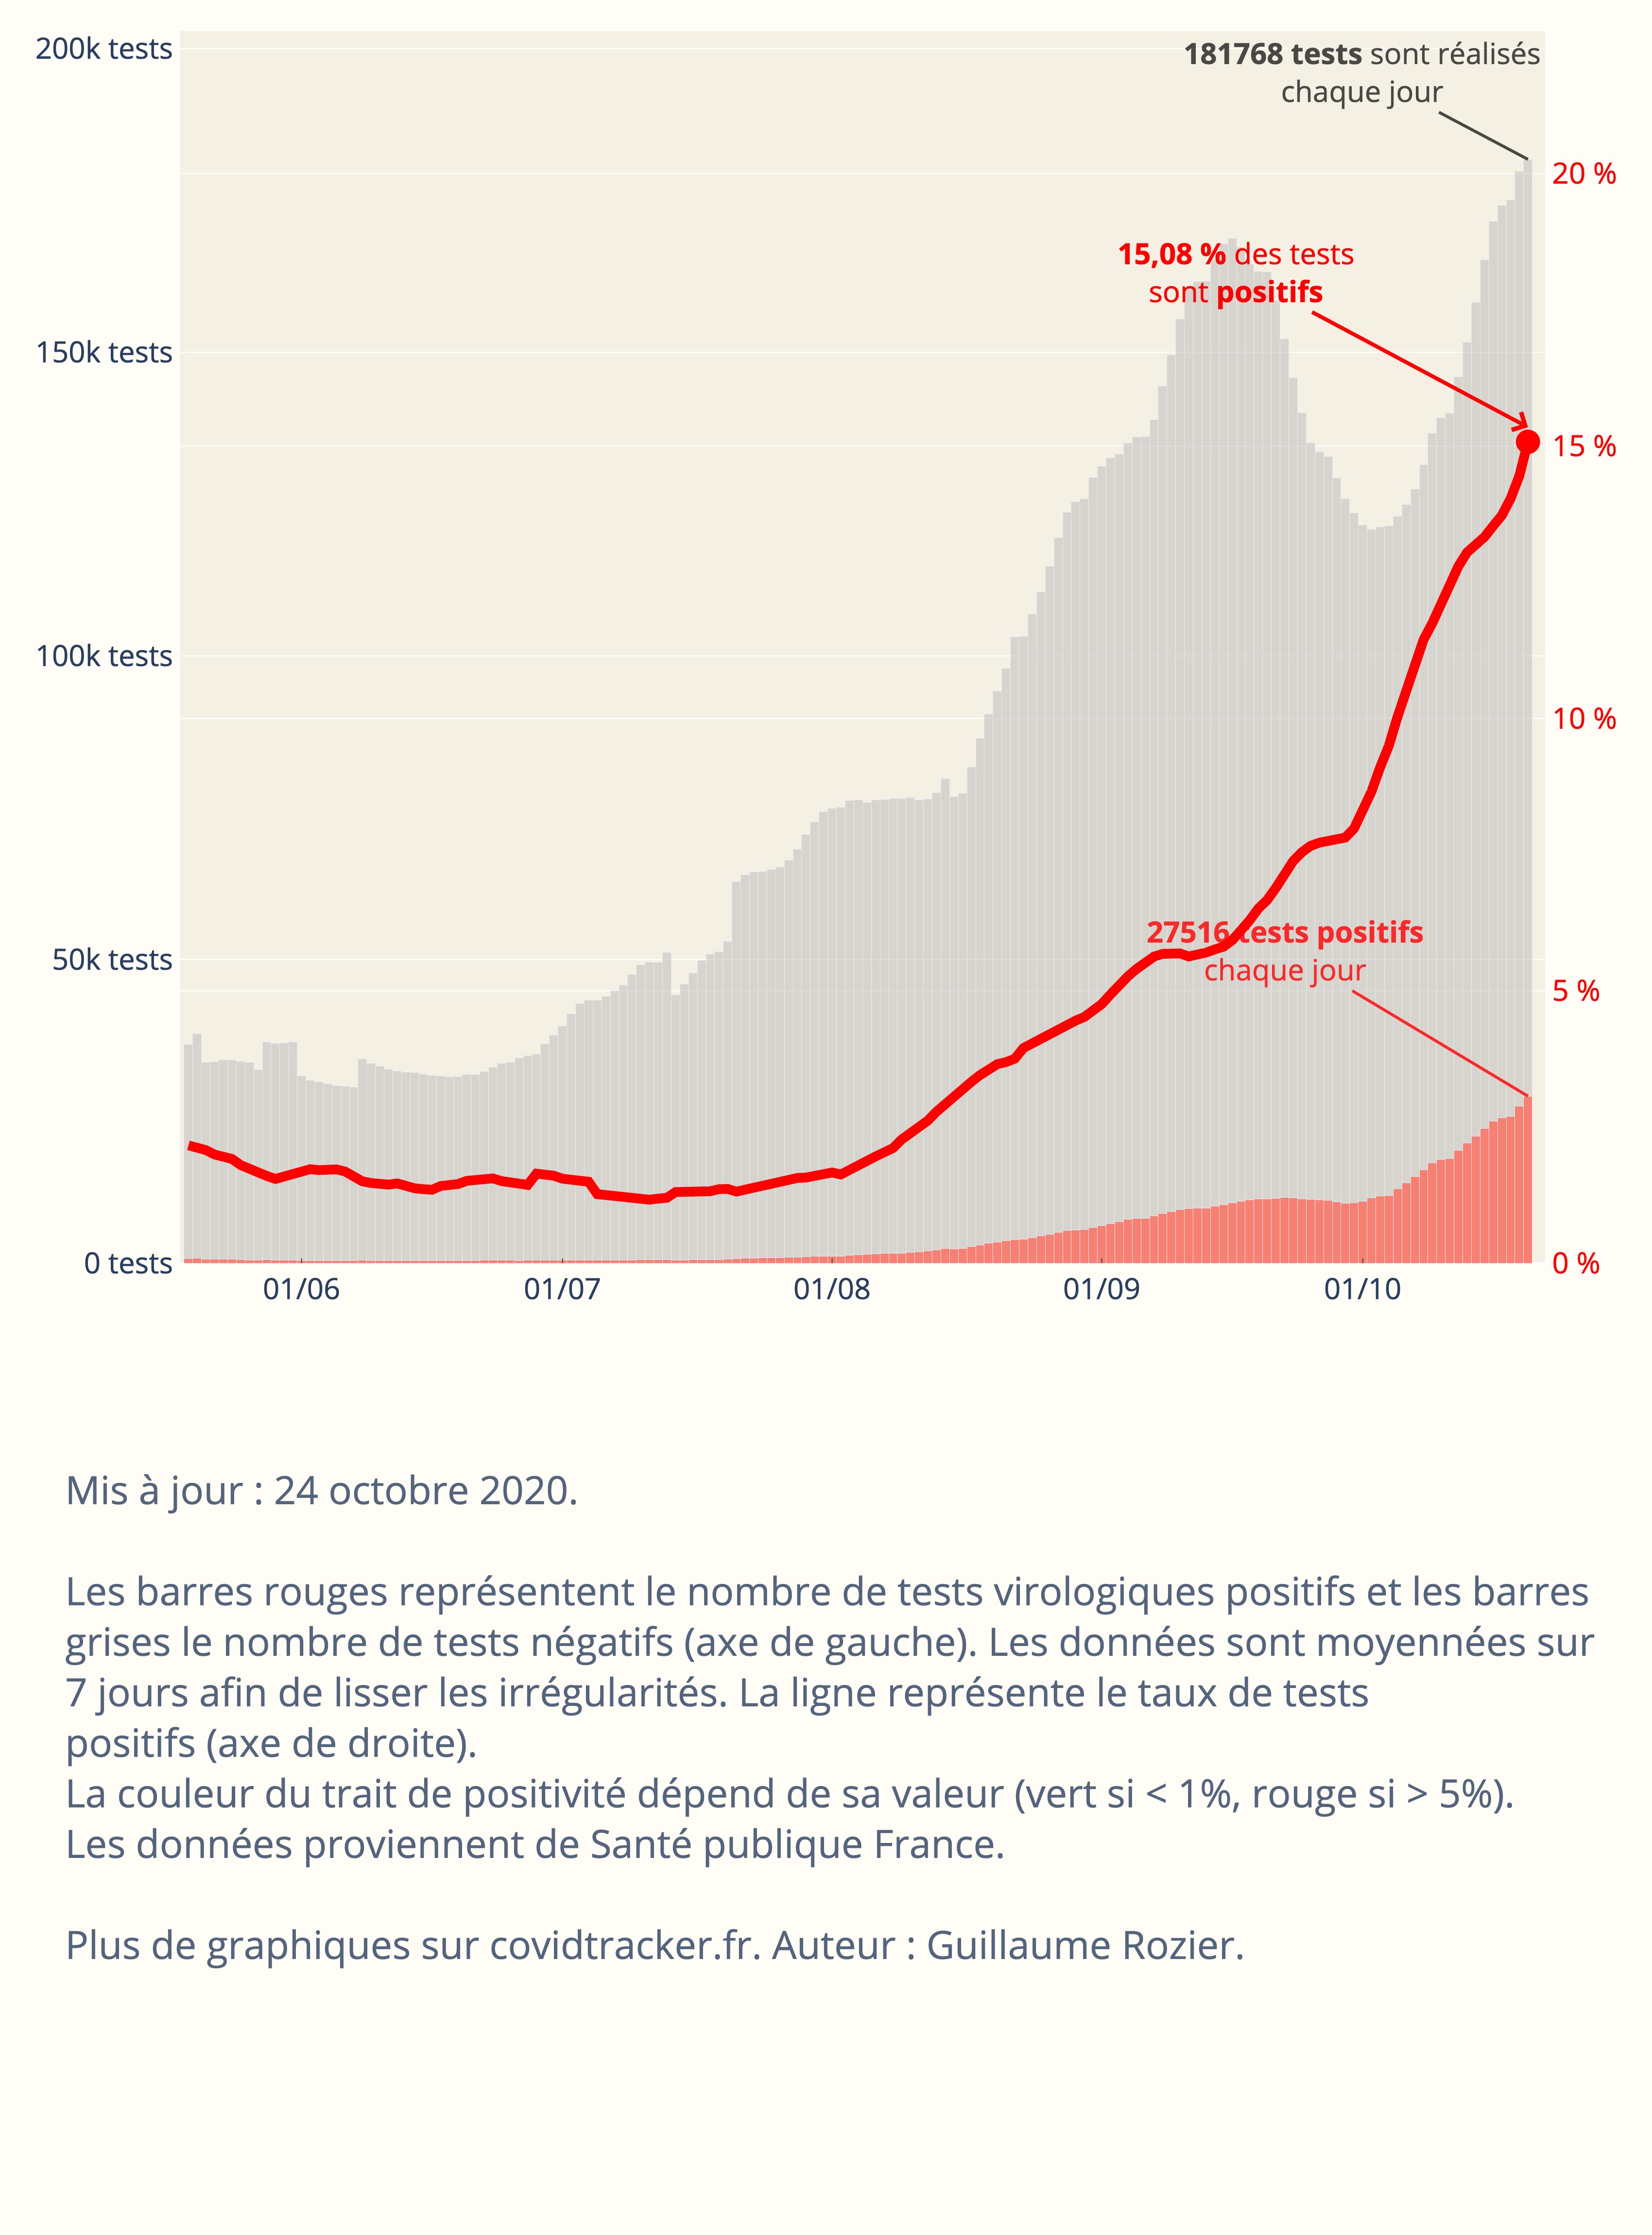 200k tests
181768 tests sont réalisés
chaque jour
20 %
15,08 % des tests
sont positifs
150k tests
15 %
100k tests
10 %
27516 tests positifs
chaque jour
50k tests
5 %
0 tests
0 %
01/06
01/07
01/08
01/09
01/10
Mis à jour : 24 octobre 2020.
Les barres rouges représentent le nombre de tests virologiques positifs et les barres
grises le nombre de tests négatifs (axe de gauche). Les données sont moyennées sur
7 jours afin de lisser les irrégularités. La ligne représente le taux de tests
positifs (axe de droite).
La couleur du trait de positivité dépend de sa valeur (vert si < 1%, rouge si > 5%).
Les données proviennent de Santé publique France.
Plus de graphiques sur covidtracker.fr. Auteur : Guillaume Rozier.